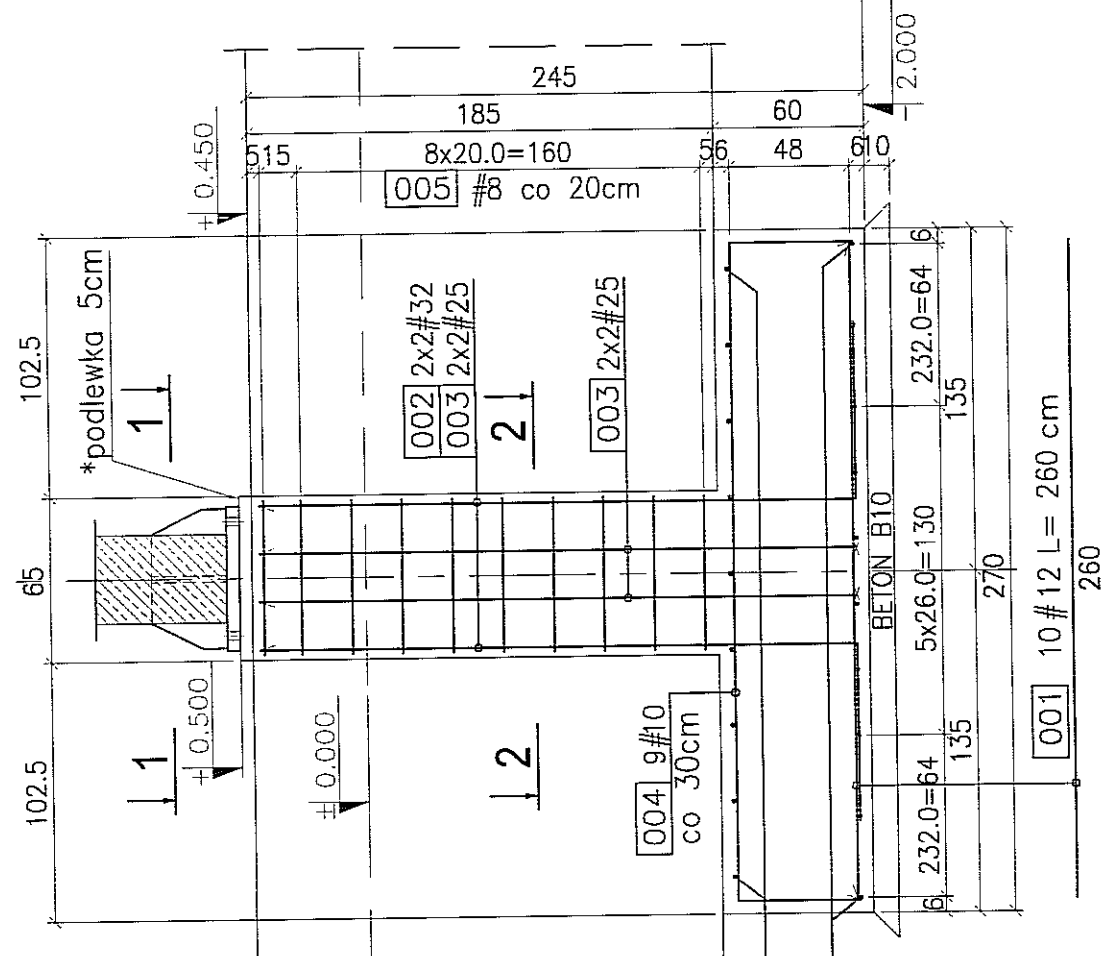 245
185
60
515
8x20.0=160
56
48
610
005 #8 co 20cm
+ 0.450
- 2.000
102.5
*podlewka 5cm
1
002 2x2#32
003 2x2#25
2
003 2x2#25
65
+ 0.500
± 0.000
1
2
102.5
004 9#10
co 30cm
BETON B10
6
232.0=64
5x26.0=130
232.0=64
6
135
135
270
001 10#12 L= 260 cm
260